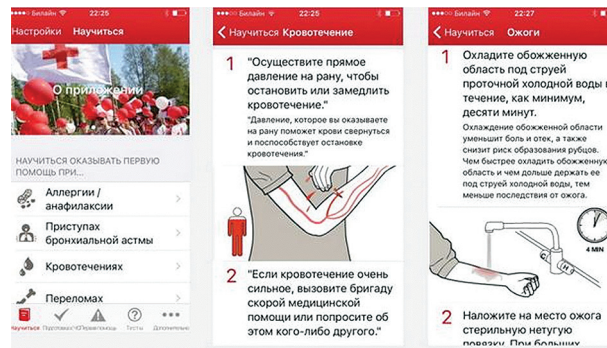 Билайн 22:25
Настройки Научиться
О приложении
НАУЧИТЬСЯ ОКАЗЫВАТЬ ПЕРВУЮ
ПОМОЩЬ ПРИ...
Аллергии /
анафилаксии
Приступах
бронхиальной астмы
Кровотечениях
Переломах
Научиться
Тесты
Дополнительно
Билайн 22:25
Научиться Кровотечение
1 "Осуществите прямое
давление на рану, чтобы
остановить или замедлить
кровотечение."
"Давление, которое вы оказываете
на рану поможет крови свернуться
и поспособствует остановке
кровотечения."
2 "Если кровотечение очень
сильное, вызовите бригаду
скорой медицинской
помощи или попросите об
этом кого-либо другого."
Билайн 22:27
Научиться Ожоги
1 Охладите обожженную
область под струей
проточной холодной воды в
течение, как минимум,
десяти минут.
Охлаждение обожженной области
уменьшит боль и отек, а также
снизит риск образования рубцов.
Чем быстрее охладить обожженную
область и чем дольше держать ее
под струей холодной воды, тем
меньше последствия от ожога.
4 MIN
2 Наложите на место ожога
стерильную нетугую
повязку. При больших